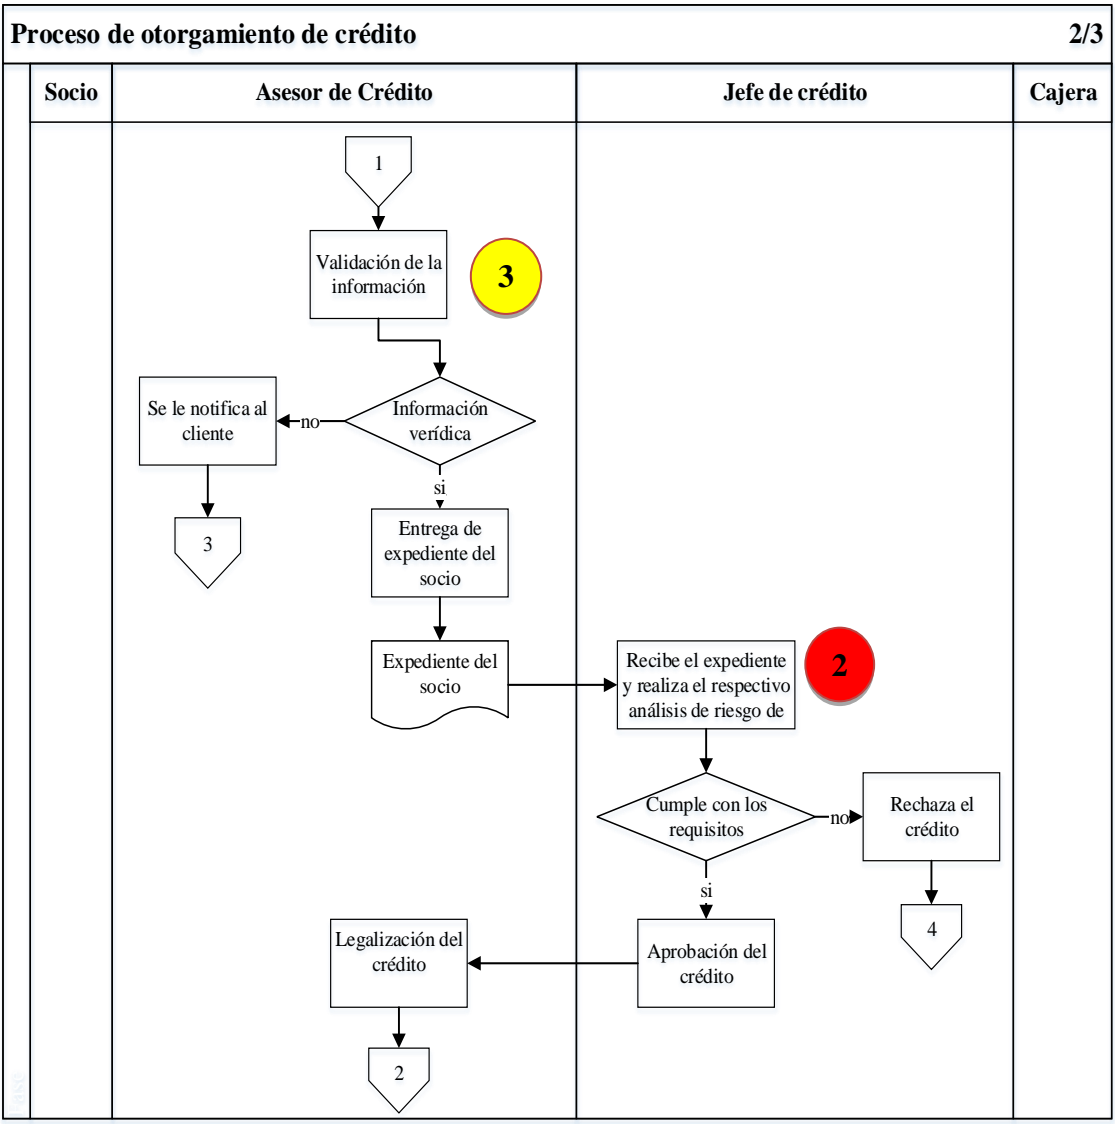 Proceso de otorgamiento de crédito 2/3
Socio
Asesor de Crédito
Jefe de crédito
Cajera
1
Validación de la
información
3
Información
verídica
no
Se le notifica al
cliente
3
si
Entrega de
expediente del
socio
Expediente del
socio
Recibe el expediente
y realiza el respectivo
análisis de riesgo de
2
Cumple con los
requisitos
no
Rechaza el
crédito
4
si
Aprobación del
crédito
Legalización del
crédito
2